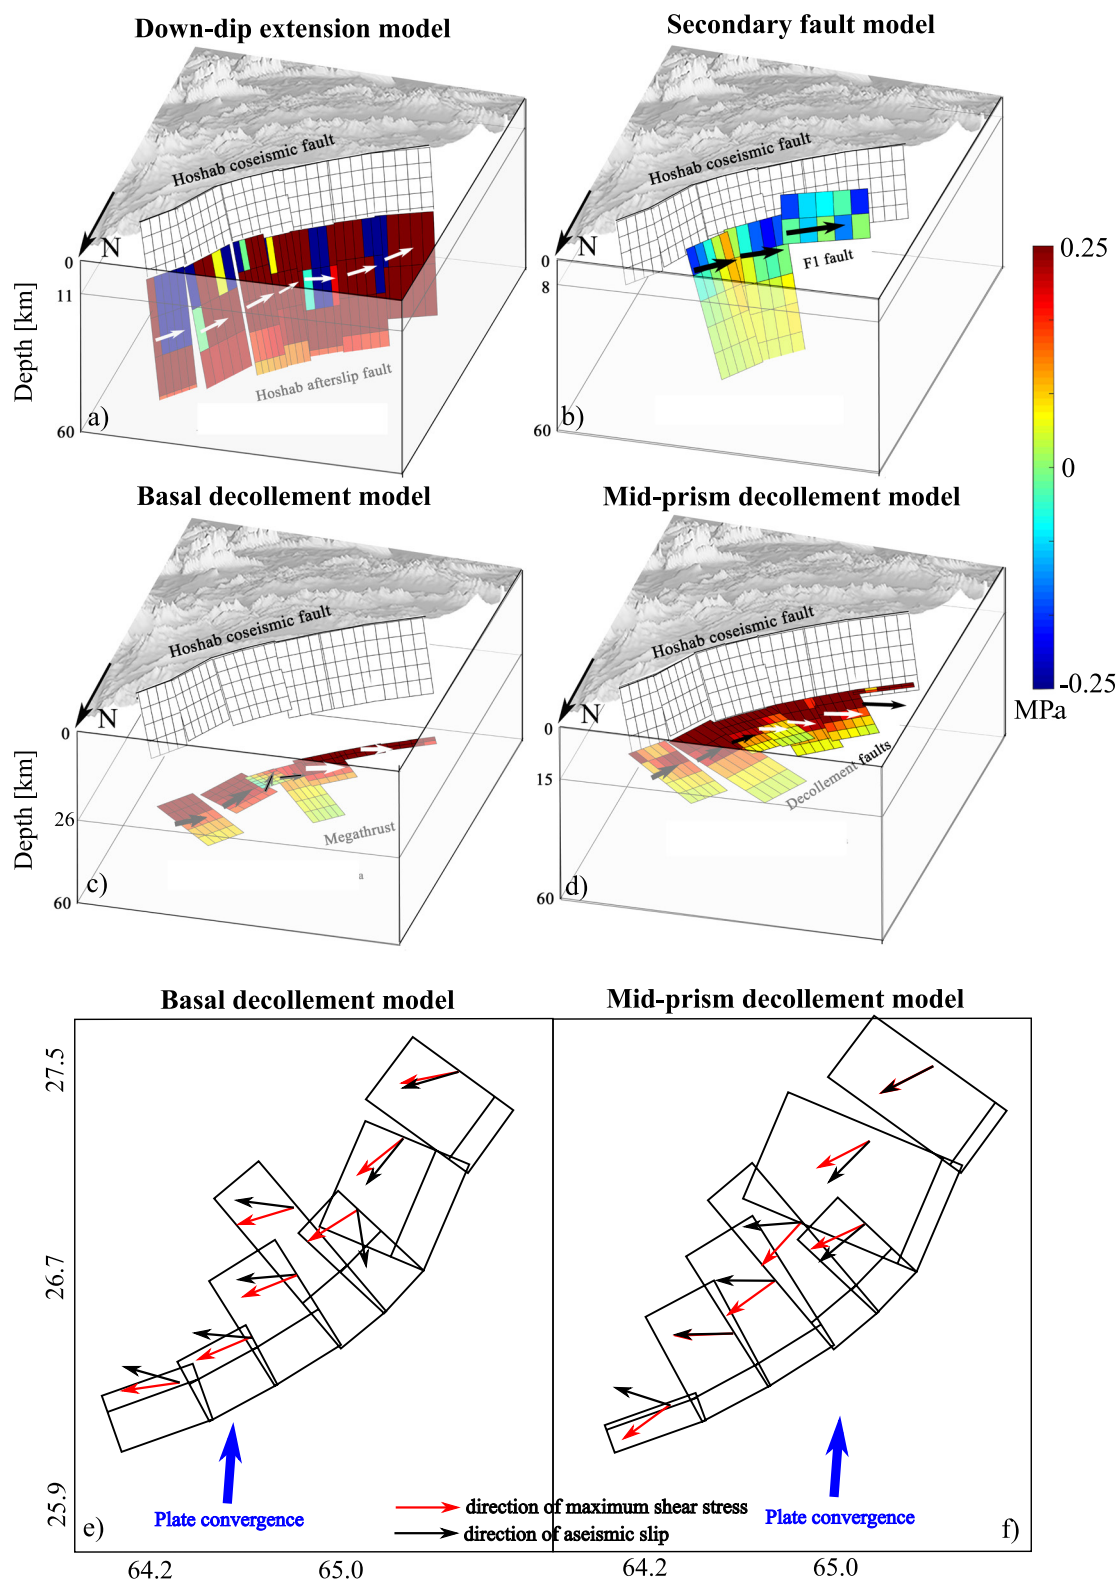 Down-dip extension model
Secondary fault model
Hoshab coseismic fault
Hoshab coseismic fault
N
N
0
11
60
Depth [km]
0
8
60
F1 fault
Hoshab afterslip fault
a)
b)
0.25
0
-0.25
MPa
Basal decollement model
Mid-prism decollement model
Hoshab coseismic fault
Hoshab coseismic fault
N
N
0
26
60
Depth [km]
0
15
60
Megathrust
Decollement faults
a
c)
d)
Basal decollement model
Mid-prism decollement model
27.5
26.7
25.9
Plate convergence
Plate convergence
direction of maximum shear stress
direction of aseismic slip
e)
f)
64.2
65.0
64.2
65.0